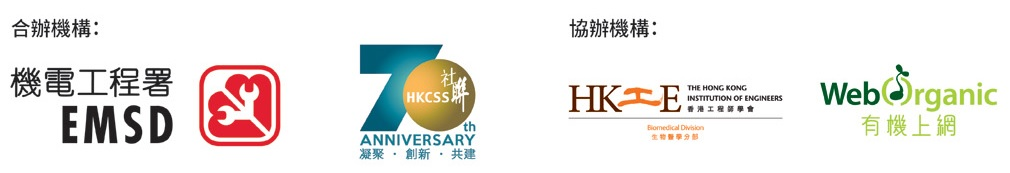 合辦機構：
機電工程署
EMSD
70th
社聯
HKCSS
ANNIVERSARY
凝聚 · 創新 · 共建
協辦機構：
HKIE
THE HONG KONG
INSTITUTION OF ENGINEERS
香港工程師學會
Biomedical Division
生物醫學分部
WebOrganic
有機上網